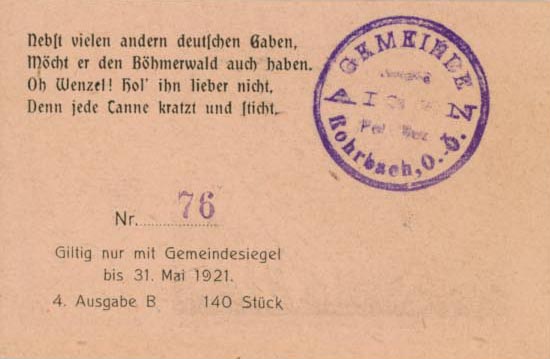 Nebſt vielen andern deutſchen Gaben,
Möcht er den Böhmerwald auch haben.
Oh Wenzel! Hol' ihn lieber nicht,
Denn jede Tanne kratzt und ſticht.
GEMEINDE
Rohrbach, O.-Ö.
Nr. 76
Giltig nur mit Gemeindesiegel
bis 31. Mai 1921.
4. Ausgabe B 140 Stück